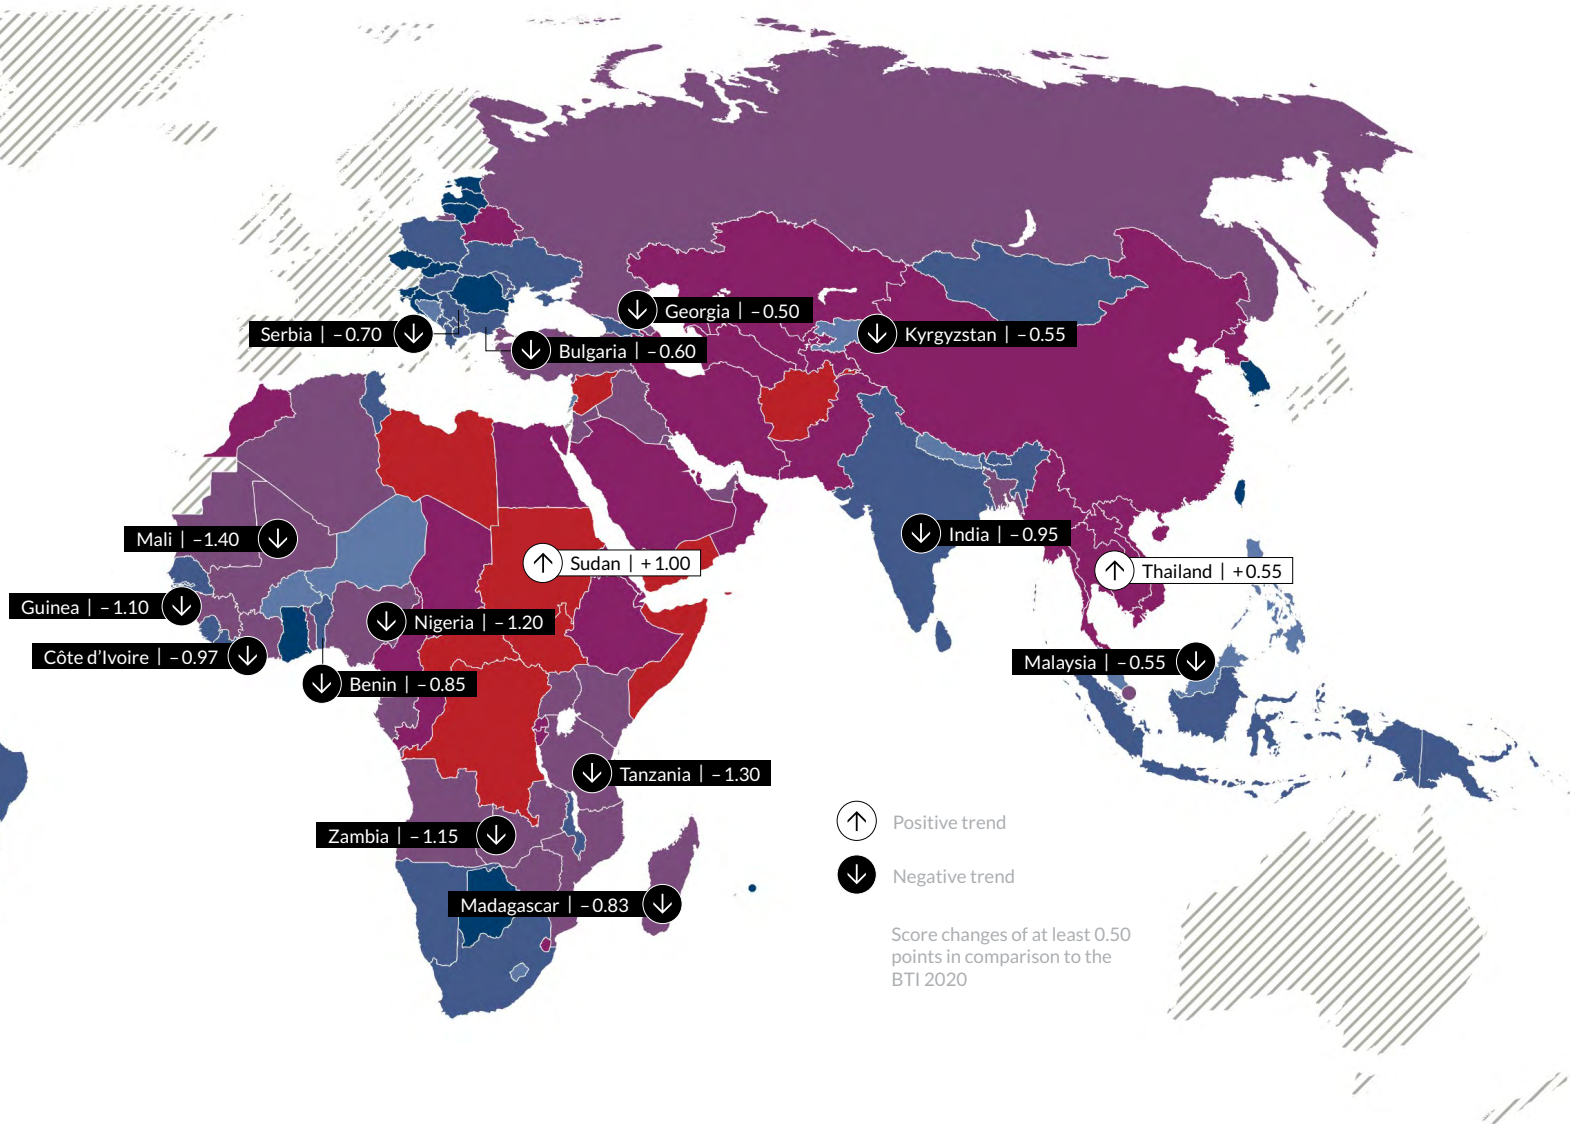 Georgia | –0.50
Serbia | –0.70
Kyrgyzstan | –0.55
Bulgaria | –0.60
India | –0.95
Mali | –1.40
Sudan | +1.00
Thailand | +0.55
Guinea | –1.10
Nigeria | –1.20
Côte d’Ivoire | –0.97
Malaysia | –0.55
Benin | –0.85
Tanzania | –1.30
Positive trend
Zambia | –1.15
Negative trend
Madagascar | –0.83
Score changes of at least 0.50
points in comparison to the
BTI 2020